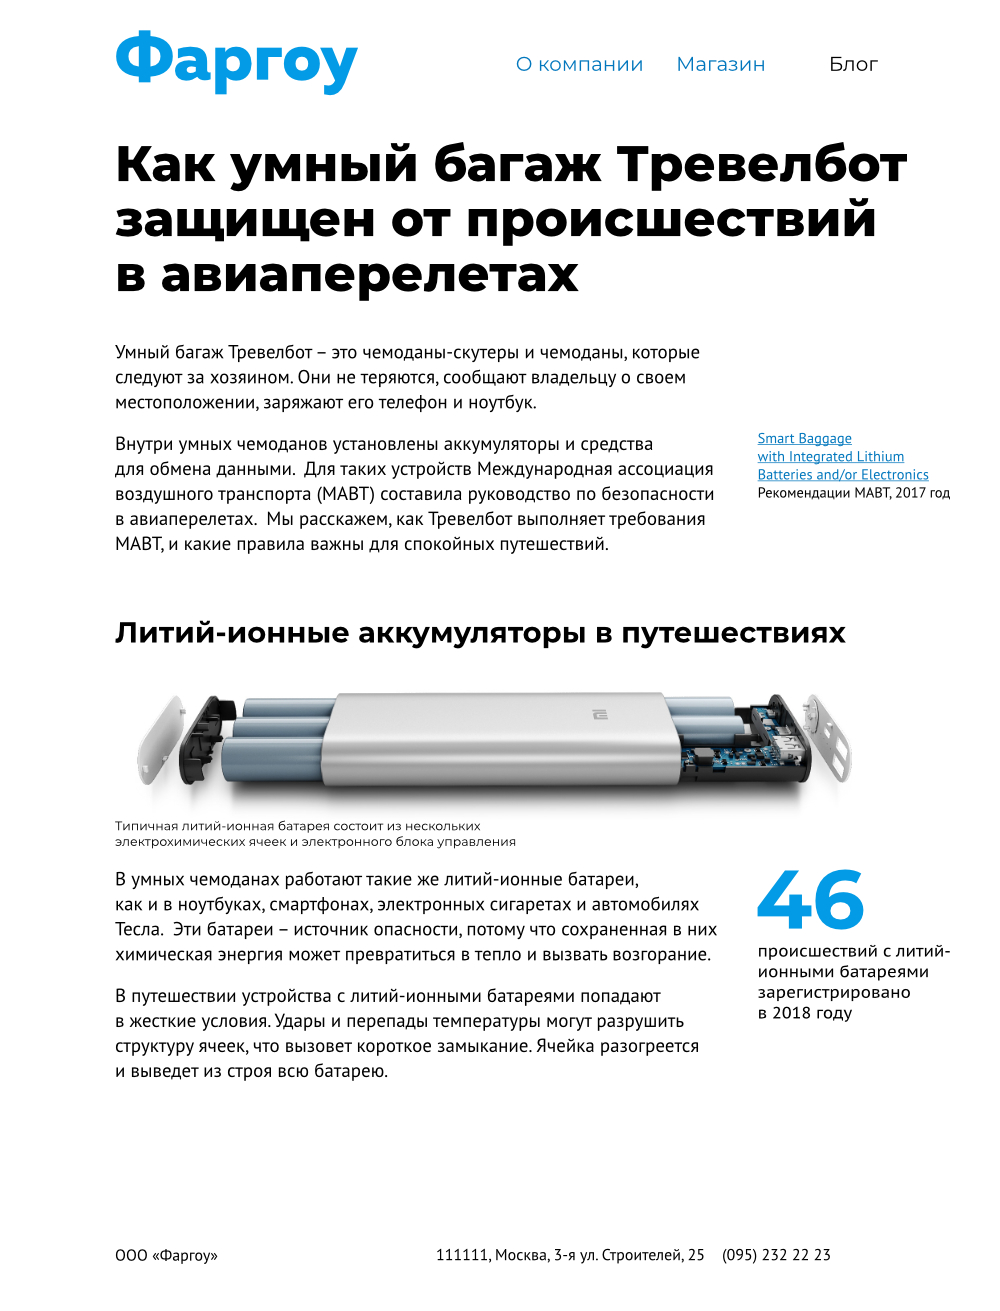 Фаргоу
О компании Магазин Блог
Как умный багаж Тревелбот
защищен от происшествий
в авиаперелетах
Умный багаж Тревелбот – это чемоданы-скутеры и чемоданы, которые
следуют за хозяином. Они не теряются, сообщают владельцу о своем
местоположении, заряжают его телефон и ноутбук.
Внутри умных чемоданов установлены аккумуляторы и средства
для обмена данными.  Для таких устройств Международная ассоциация
воздушного транспорта (МАВТ) составила руководство по безопасности
в авиаперелетах.  Мы расскажем, как Тревелбот выполняет требования
МАВТ, и какие правила важны для спокойных путешествий.
Smart Baggage
with Integrated Lithium
Batteries and/or Electronics
Рекомендации МАВТ, 2017 год
Литий-ионные аккумуляторы в путешествиях
Типичная литий-ионная батарея состоит из нескольких
электрохимических ячеек и электронного блока управления
В умных чемоданах работают такие же литий-ионные батареи,
как и в ноутбуках, смартфонах, электронных сигаретах и автомобилях
Тесла.  Эти батареи – источник опасности, потому что сохраненная в них
химическая энергия может превратиться в тепло и вызвать возгорание.
В путешествии устройства с литий-ионными батареями попадают
в жесткие условия. Удары и перепады температуры могут разрушить
структуру ячеек, что вызовет короткое замыкание. Ячейка разогреется
и выведет из строя всю батарею.
46
происшествий с литий-
ионными батареями
зарегистрировано
в 2018 году
ООО «Фаргоу» 111111, Москва, 3-я ул. Строителей, 25 (095) 232 22 23